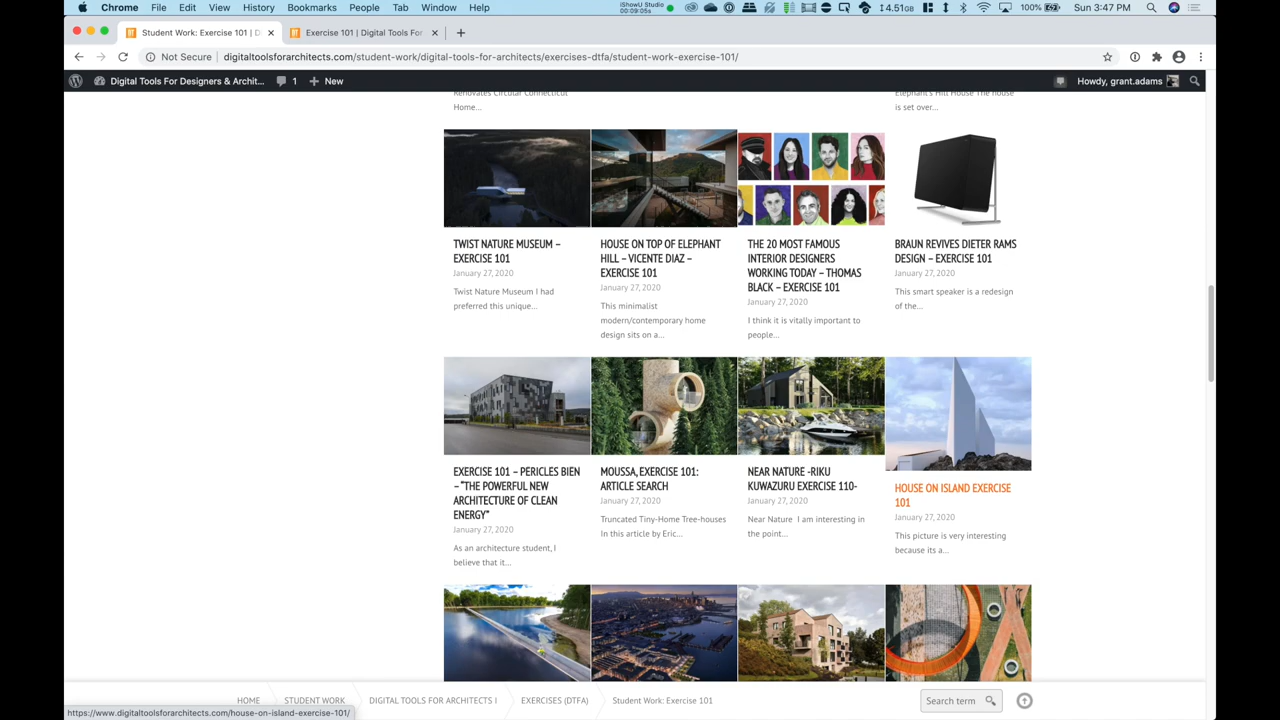 Chrome File Edit View History Bookmarks People Tab Window Help
iShowU Studio
00:09:05s
4.51GB
100%
Sun 3:47 PM
Student Work: Exercise 101 | D
Exercise 101 | Digital Tools For
Not Secure
digitaltoolsforarchitects.com/student-work/digital-tools-for-architects/exercises-dtfa/student-work-exercise-101/
Digital Tools For Designers & Archit...
1
New
Howdy, grant.adams
Renovates Circular Connecticut
Home...
Elephant's Hill House The house
is set over...
TWIST NATURE MUSEUM –
EXERCISE 101
January 27, 2020
Twist Nature Museum I had
preferred this unique...
HOUSE ON TOP OF ELEPHANT
HILL – VICENTE DIAZ –
EXERCISE 101
January 27, 2020
This minimalist
modern/contemporary home
design sits on a...
THE 20 MOST FAMOUS
INTERIOR DESIGNERS
WORKING TODAY – THOMAS
BLACK – EXERCISE 101
January 27, 2020
I think it is vitally important to
people...
BRAUN REVIVES DIETER RAMS
DESIGN – EXERCISE 101
January 27, 2020
This smart speaker is a redesign
of the...
EXERCISE 101 – PERICLES BIEN
– “THE POWERFUL NEW
ARCHITECTURE OF CLEAN
ENERGY”
January 27, 2020
As an architecture student, I
believe that it...
MOUSSA, EXERCISE 101:
ARTICLE SEARCH
January 27, 2020
Truncated Tiny-Home Tree-houses
In this article by Eric...
NEAR NATURE -RIKU
KUWAZURU EXERCISE 110-
January 27, 2020
Near Nature I am interesting in
the point...
HOUSE ON ISLAND EXERCISE
101
January 27, 2020
This picture is very interesting
because its a...
HOME
STUDENT WORK
DIGITAL TOOLS FOR ARCHITECTS I
EXERCISES (DTFA)
Student Work: Exercise 101
Search term
https://www.digitaltoolsforarchitects.com/house-on-island-exercise-101/